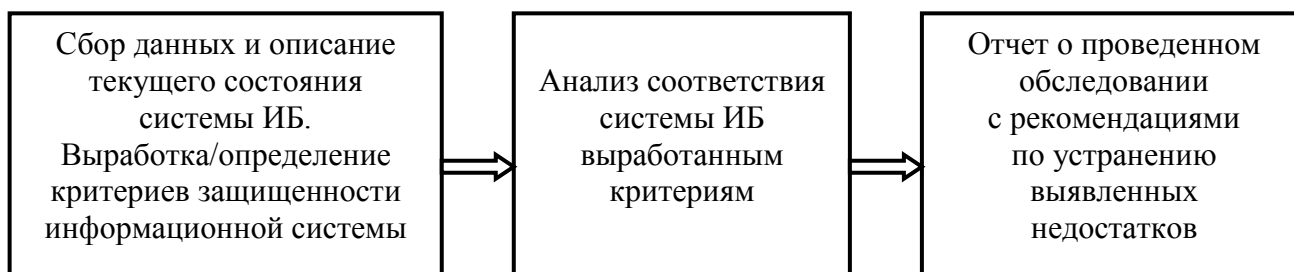 Сбор данных и описание
текущего состояния
системы ИБ.
Выработка/определение
критериев защищенности
информационной системы
Анализ соответствия
системы ИБ
выработанным
критериям
Отчет о проведенном
обследовании
с рекомендациями
по устранению
выявленных
недостатков